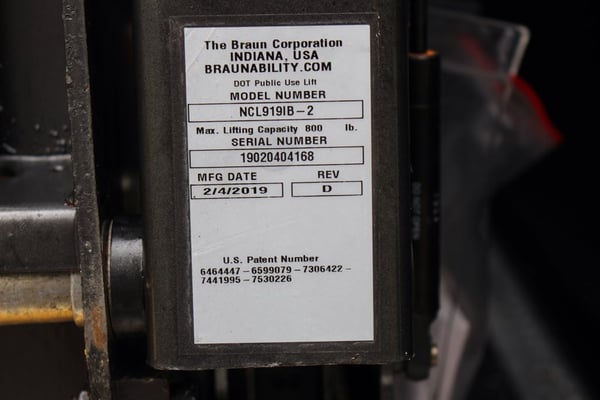 The Braun Corporation
INDIANA, USA
BRAUNABILITY.COM
DOT Public Use Lift
MODEL NUMBER
NCL919IB-2
Max. Lifting Capacity 800 lb.
SERIAL NUMBER
19020404168
MFG DATE REV
2/4/2019 D
U.S. Patent Number
6464447-6599079-7306422-
7441995-7530226